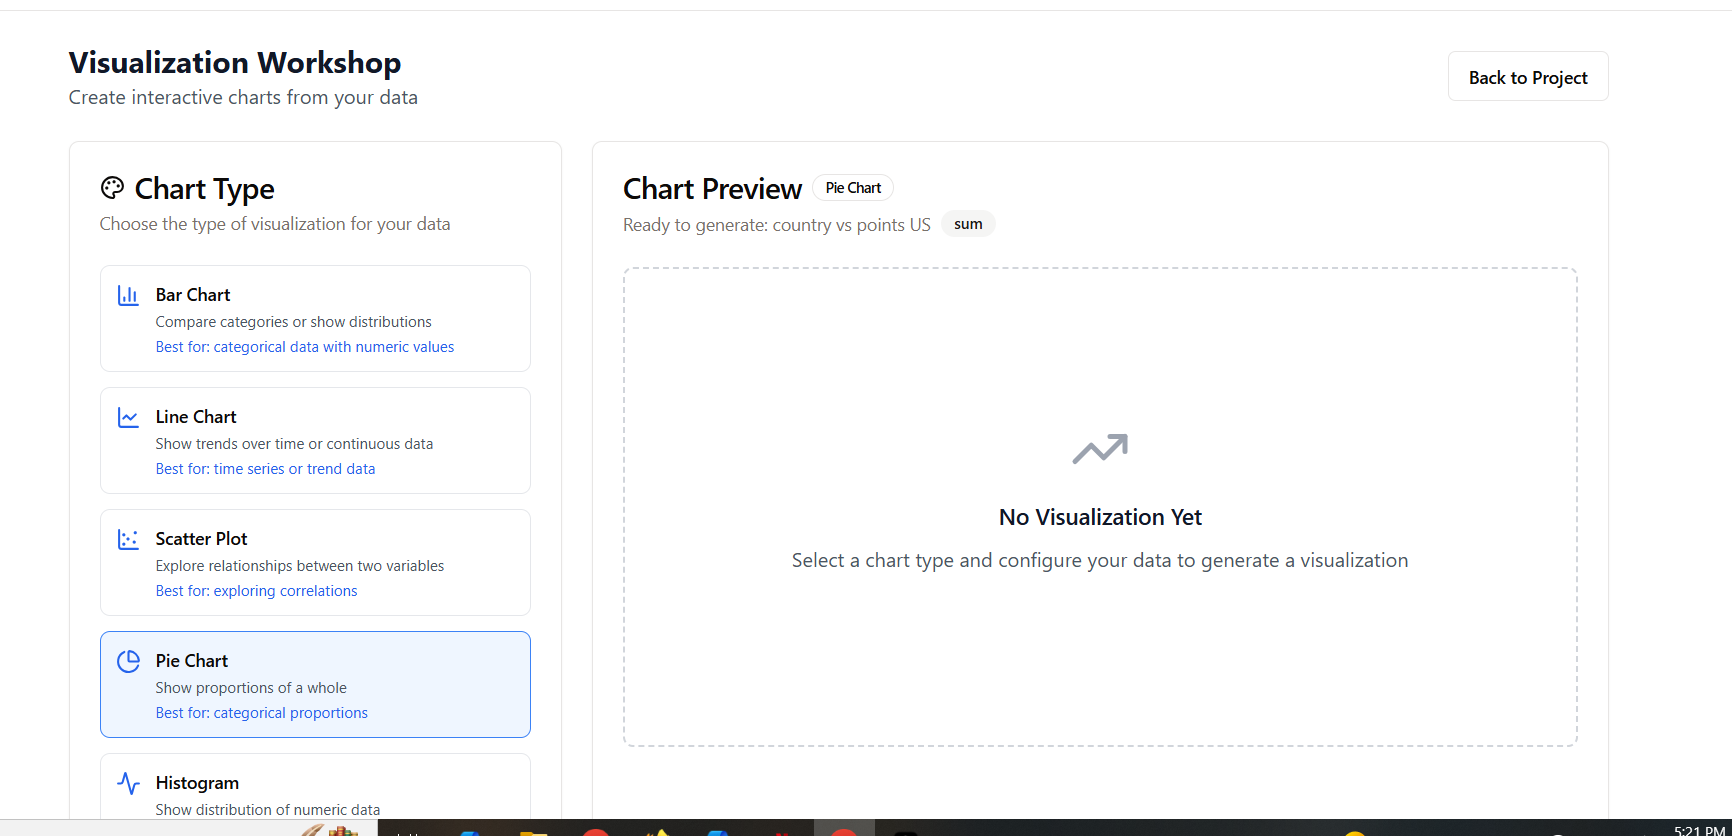 Visualization Workshop
Create interactive charts from your data
Back to Project
Chart Type
Choose the type of visualization for your data
Bar Chart
Compare categories or show distributions
Best for: categorical data with numeric values
Line Chart
Show trends over time or continuous data
Best for: time series or trend data
Scatter Plot
Explore relationships between two variables
Best for: exploring correlations
Pie Chart
Show proportions of a whole
Best for: categorical proportions
Histogram
Show distribution of numeric data
Chart Preview Pie Chart
Ready to generate: country vs points US sum
No Visualization Yet
Select a chart type and configure your data to generate a visualization
5:21 PM